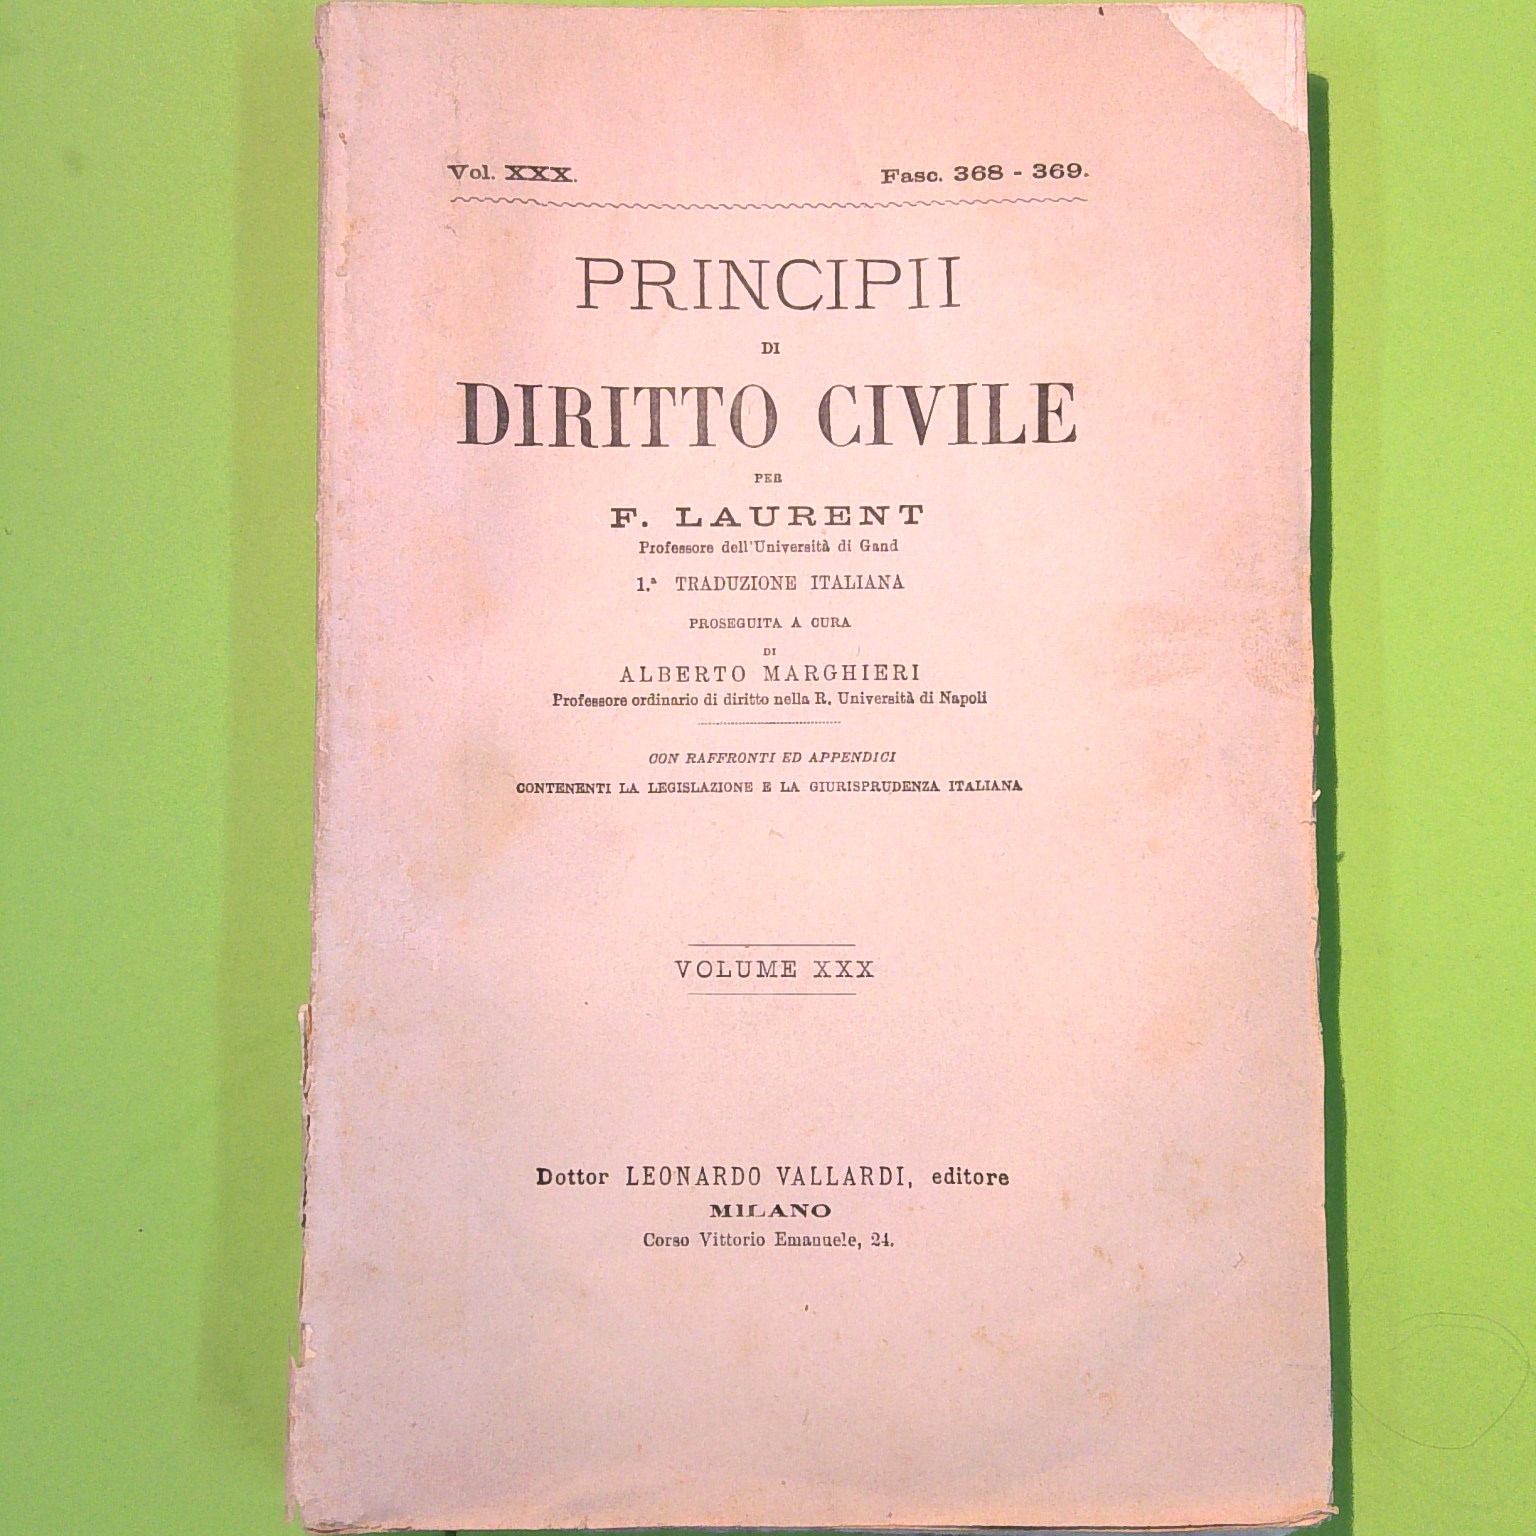 Vol. XXX. Fasc. 368 - 369.
PRINCIPII
DI
DIRITTO CIVILE
PER
F. LAURENT
Professore dell'Università di Gand
1.ª TRADUZIONE ITALIANA
PROSEGUITA A CURA
DI
ALBERTO MARGHIERI
Professore ordinario di diritto nella R. Università di Napoli
CON RAFFRONTI ED APPENDICI
CONTENENTI LA LEGISLAZIONE E LA GIURISPRUDENZA ITALIANA
VOLUME XXX
Dottor LEONARDO VALLARDI, editore
MILANO
Corso Vittorio Emanuele, 24.